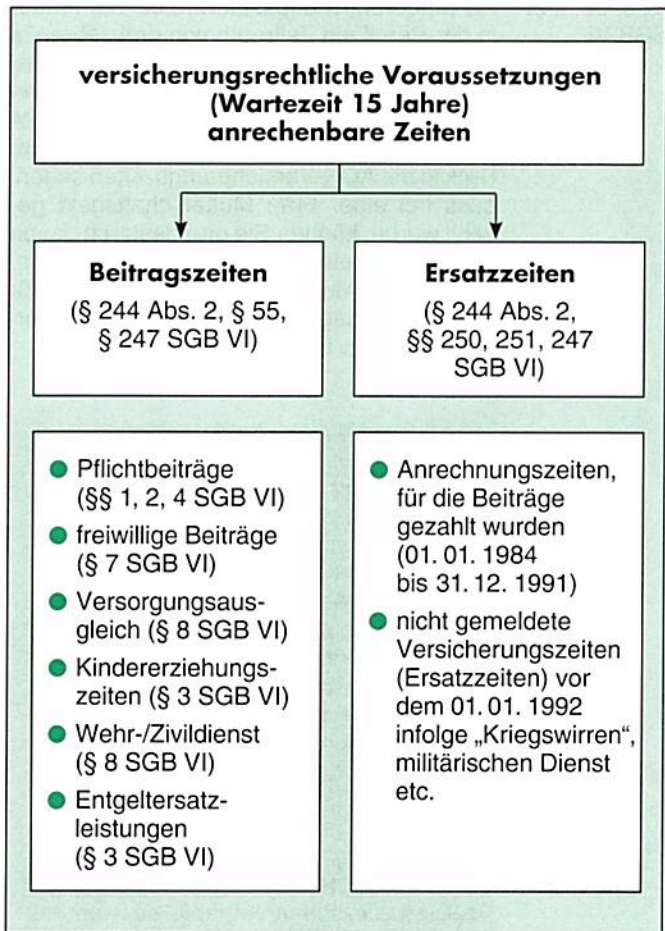 versicherungsrechtliche Voraussetzungen
(Wartezeit 15 Jahre)
anrechenbare Zeiten
Beitragszeiten
(§ 244 Abs. 2, § 55,
§ 247 SGB VI)
Ersatzzeiten
(§ 244 Abs. 2,
§§ 250, 251, 247
SGB VI)
Pflichtbeiträge
(§§ 1, 2, 4 SGB VI)
freiwillige Beiträge
(§ 7 SGB VI)
Versorgungsaus-
gleich (§ 8 SGB VI)
Kindererziehungs-
zeiten (§ 3 SGB VI)
Wehr-/Zivildienst
(§ 8 SGB VI)
Entgeltersatz-
leistungen
(§ 3 SGB VI)
Anrechnungszeiten,
für die Beiträge
gezahlt wurden
(01. 01. 1984
bis 31. 12. 1991)
nicht gemeldete
Versicherungszeiten
(Ersatzzeiten) vor
dem 01. 01. 1992
infolge „Kriegswirren“,
militärischen Dienst
etc.